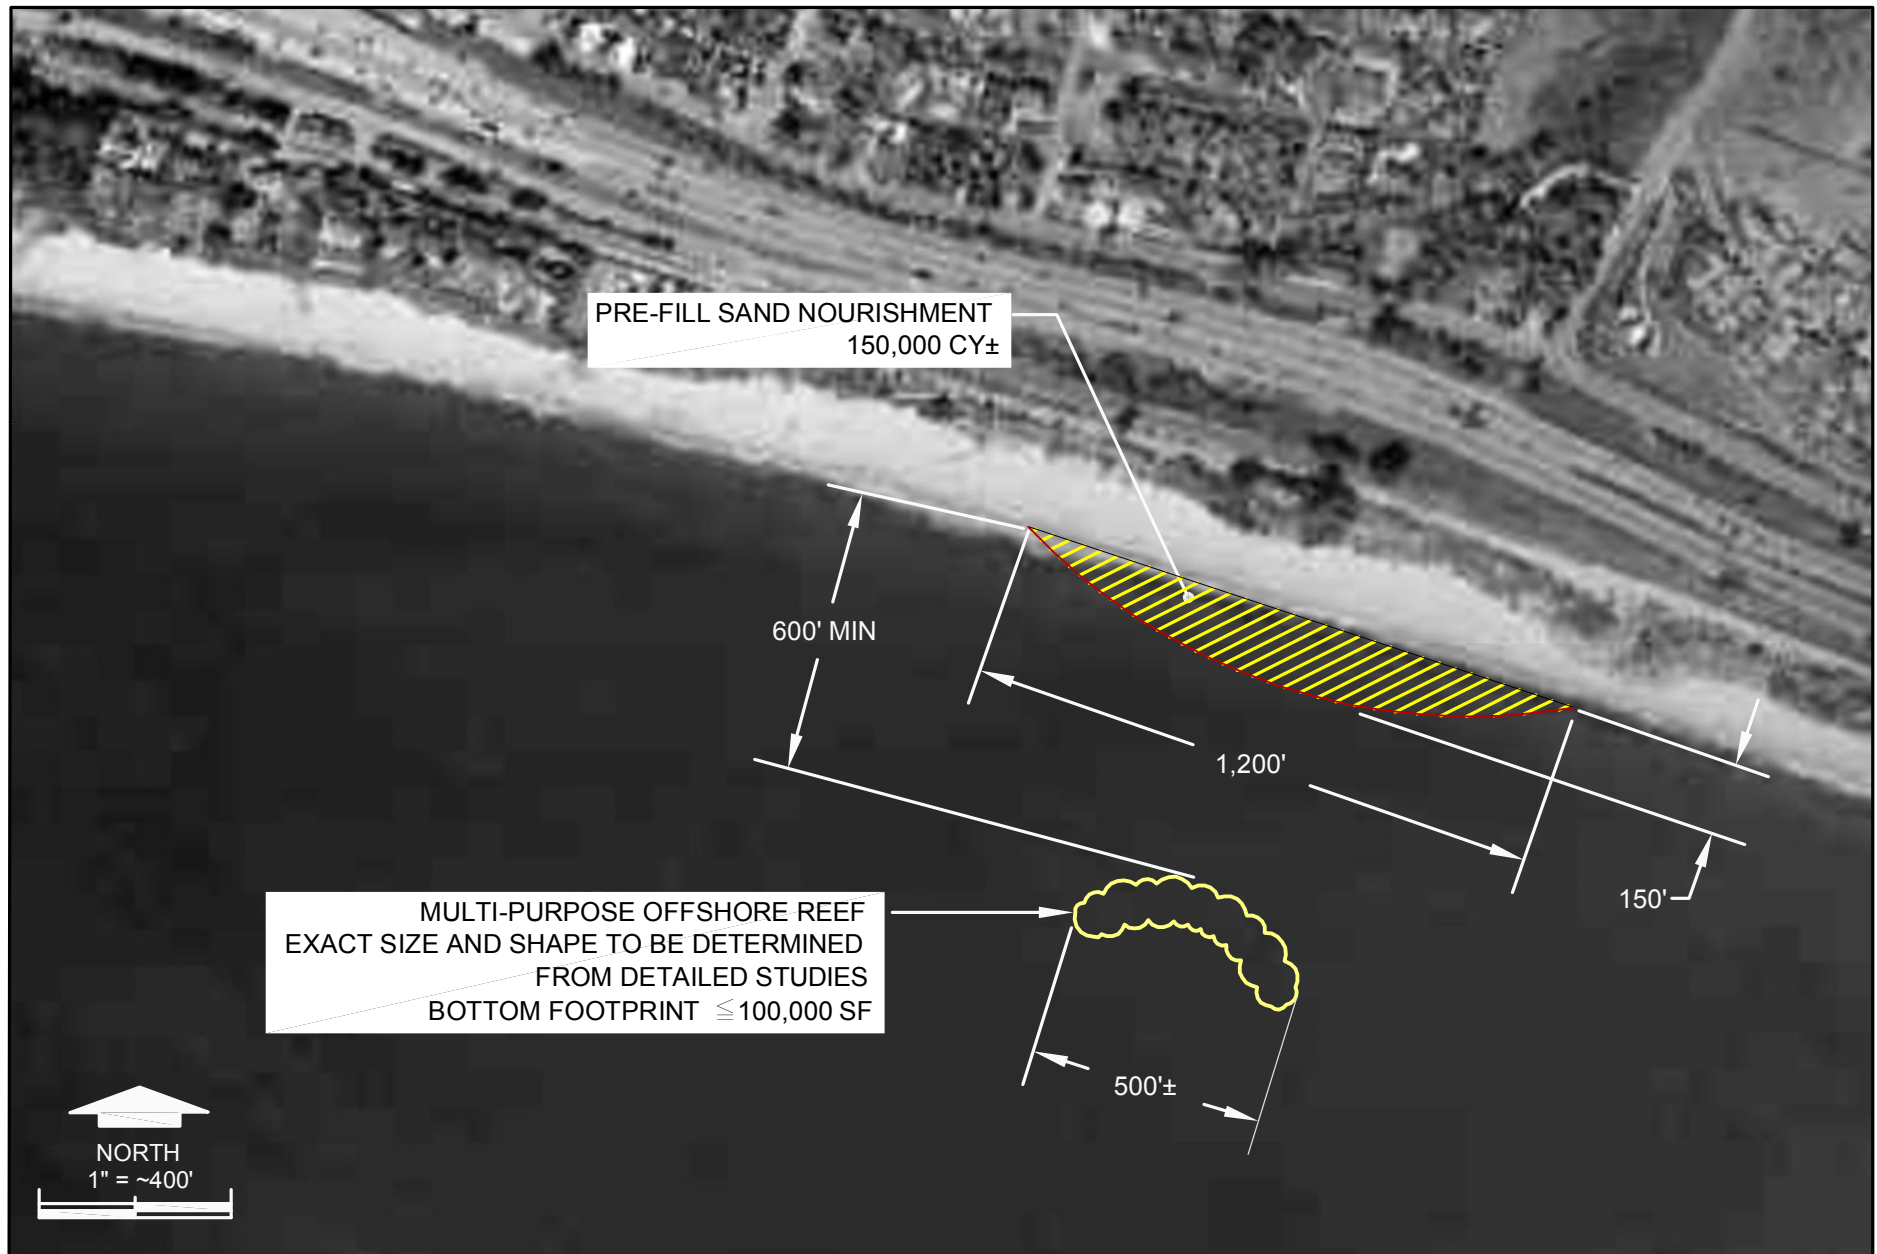 PRE-FILL SAND NOURISHMENT
150,000 CY±
600' MIN
1,200'
150'
MULTI-PURPOSE OFFSHORE REEF
EXACT SIZE AND SHAPE TO BE DETERMINED
FROM DETAILED STUDIES
BOTTOM FOOTPRINT ≦100,000 SF
500'±
NORTH
1" = ~400'